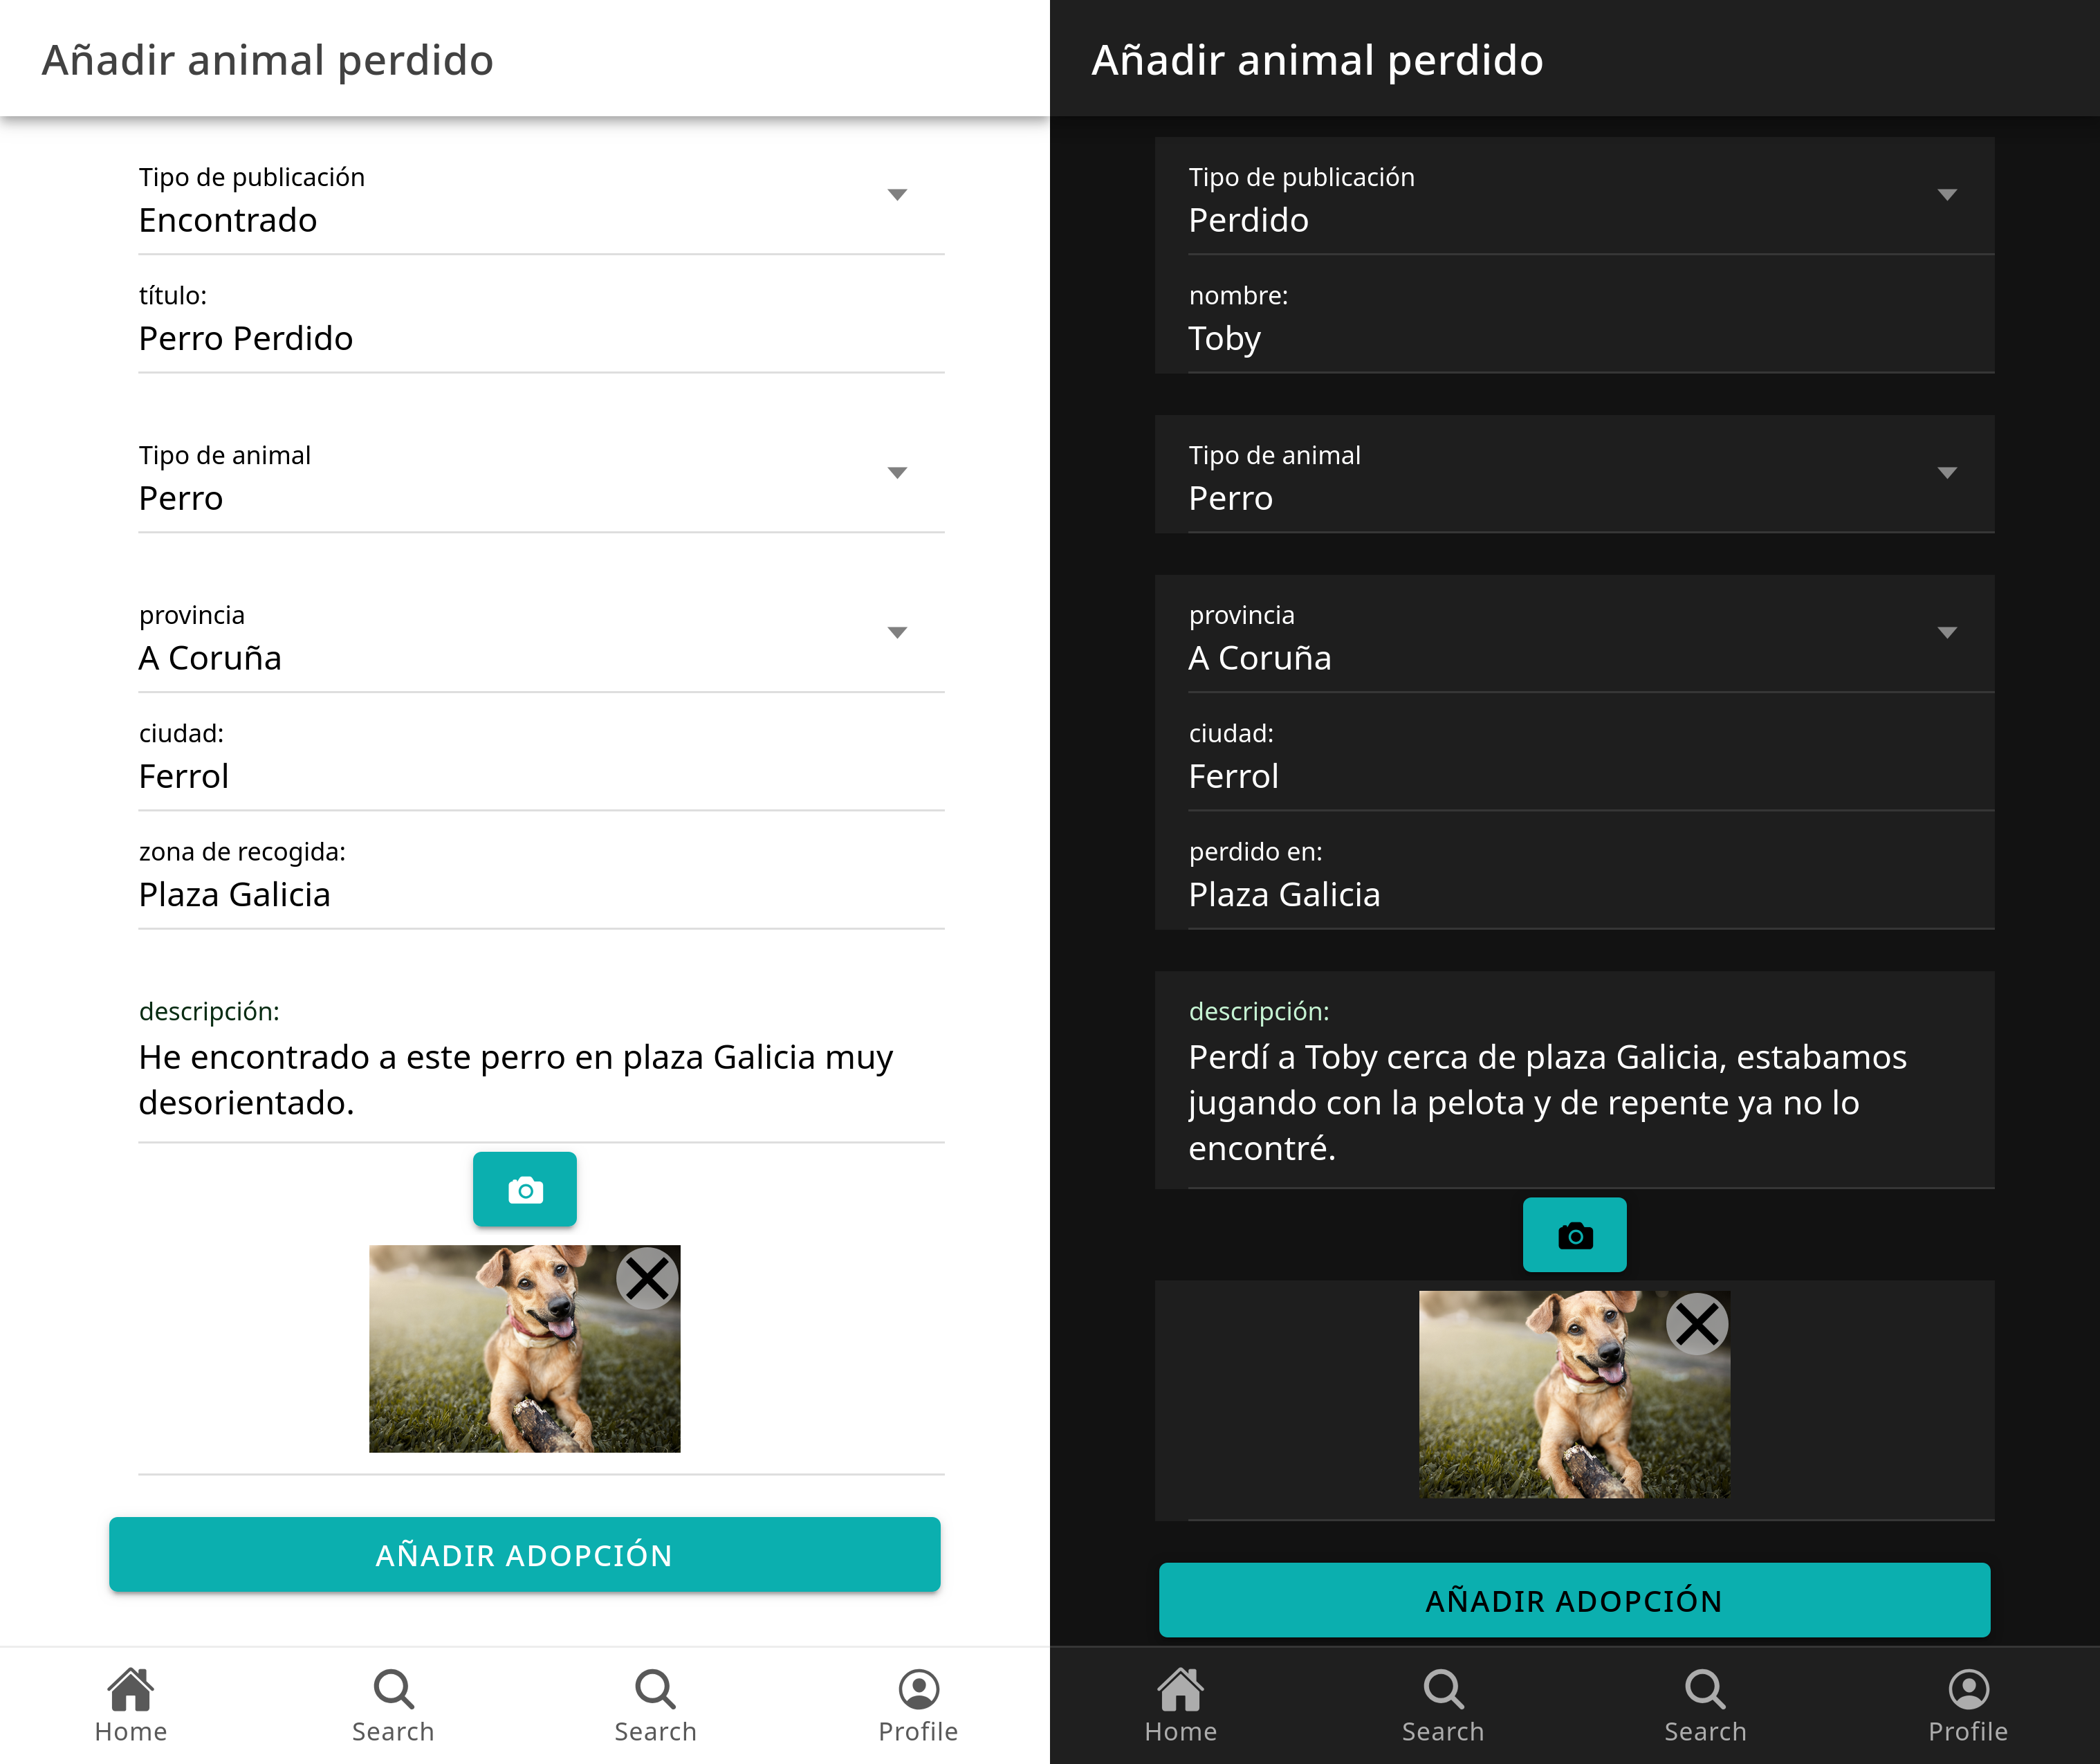 Añadir animal perdido
Tipo de publicación
Encontrado
título:
Perro Perdido
Tipo de animal
Perro
provincia
A Coruña
ciudad:
Ferrol
zona de recogida:
Plaza Galicia
descripción:
He encontrado a este perro en plaza Galicia muy
desorientado.
AÑADIR ADOPCIÓN
Home
Search
Search
Profile
Añadir animal perdido
Tipo de publicación
Perdido
nombre:
Toby
Tipo de animal
Perro
provincia
A Coruña
ciudad:
Ferrol
perdido en:
Plaza Galicia
descripción:
Perdí a Toby cerca de plaza Galicia, estabamos
jugando con la pelota y de repente ya no lo
encontré.
AÑADIR ADOPCIÓN
Home
Search
Search
Profile